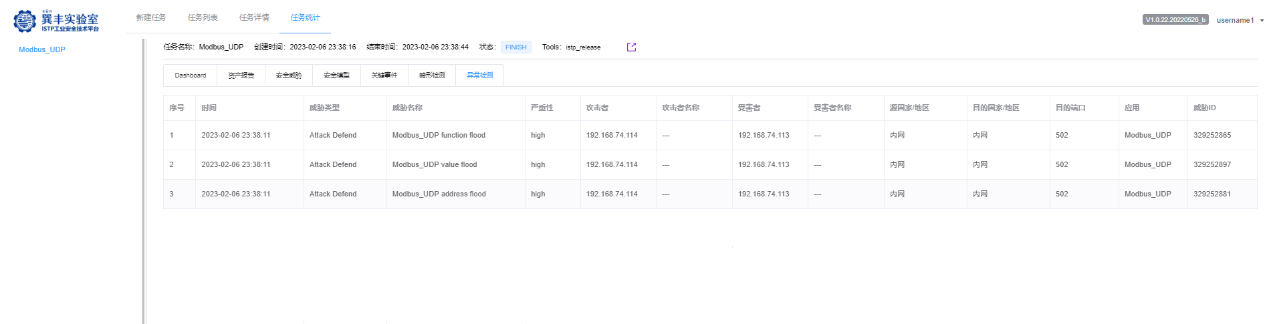 巽丰实验室
ISTP工业安全技术平台
新建任务 任务列表 任务详情 任务统计
V1.0.22.20220526_b username1
Modbus_UDP
任务名称: Modbus_UDP 创建时间: 2023-02-06 23:38:16 结束时间: 2023-02-06 23:38:44 状态: FINISH Tools: istp_release
Dashboard 资产报告 安全威胁 安全模型 关键事件 畸形检测 异常检测
序号 时间 威胁类型 威胁名称 严重性 攻击者 攻击者名称 受害者 受害者名称 源国家/地区 目的国家/地区 目的端口 应用 威胁ID
1 2023-02-06 23:38:11 Attack Defend Modbus_UDP function flood high 192.168.74.114 --- 192.168.74.113 --- 内网 内网 502 Modbus_UDP 329252865
2 2023-02-06 23:38:11 Attack Defend Modbus_UDP value flood high 192.168.74.114 --- 192.168.74.113 --- 内网 内网 502 Modbus_UDP 329252897
3 2023-02-06 23:38:11 Attack Defend Modbus_UDP address flood high 192.168.74.114 --- 192.168.74.113 --- 内网 内网 502 Modbus_UDP 329252881